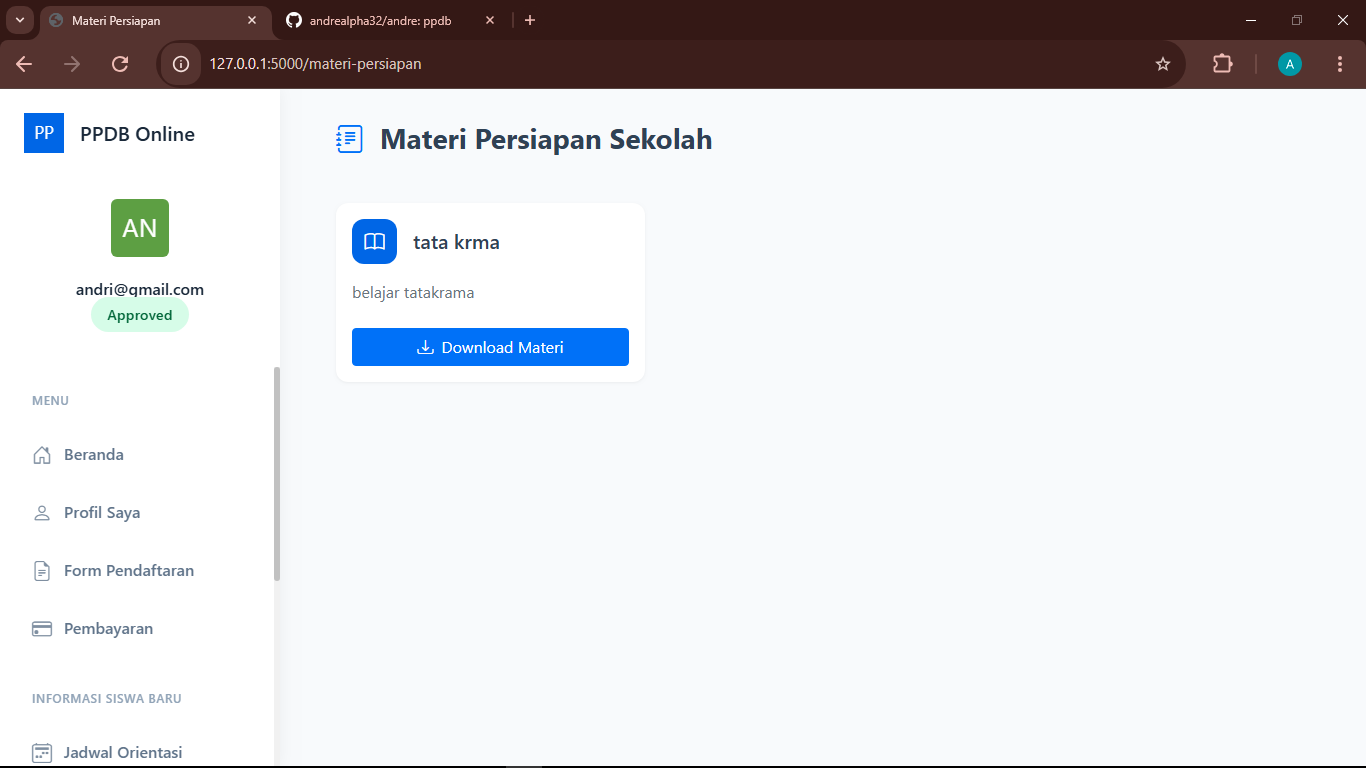 Materi Persiapan
andrealpha32/andre: ppdb
127.0.0.1:5000/materi-persiapan
A
PP
PPDB Online
AN
andri@gmail.com
Approved
MENU
Beranda
Profil Saya
Form Pendaftaran
Pembayaran
INFORMASI SISWA BARU
Jadwal Orientasi
Materi Persiapan Sekolah
tata krma
belajar tatakrama
Download Materi